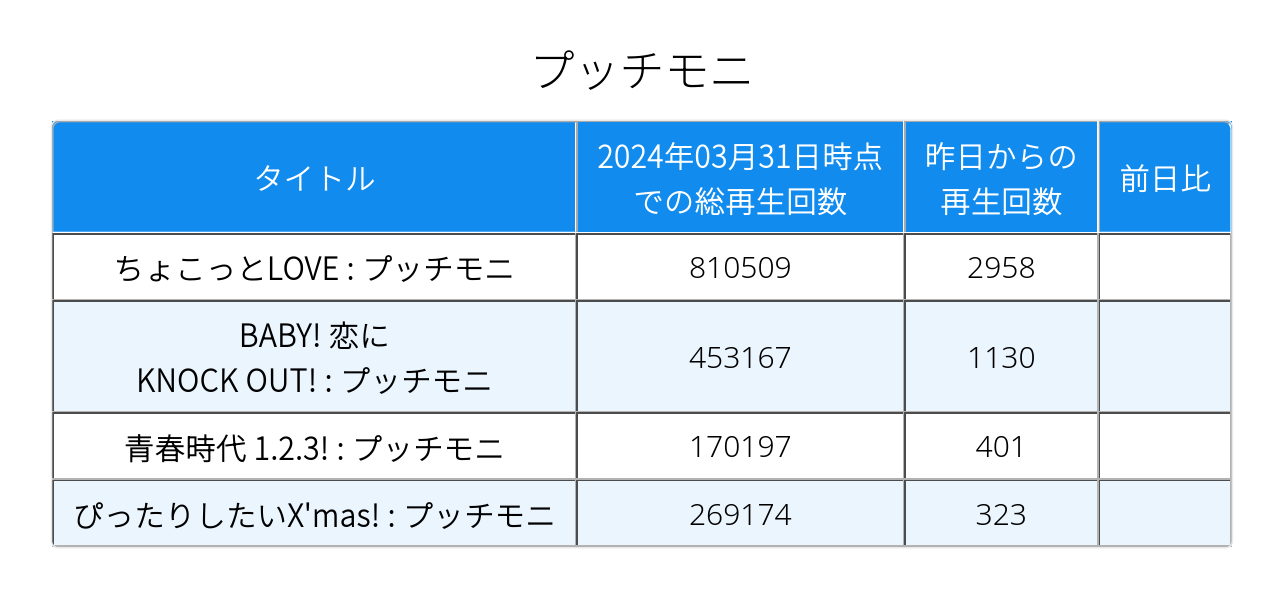 プッチモニ
タイトル
2024年03月31日時点
での総再生回数
昨日からの
再生回数
前日比
ちょこっとLOVE : プッチモニ
810509
2958
BABY! 恋に
KNOCK OUT! : プッチモニ
453167
1130
青春時代 1.2.3! : プッチモニ
170197
401
ぴったりしたいX'mas! : プッチモニ
269174
323